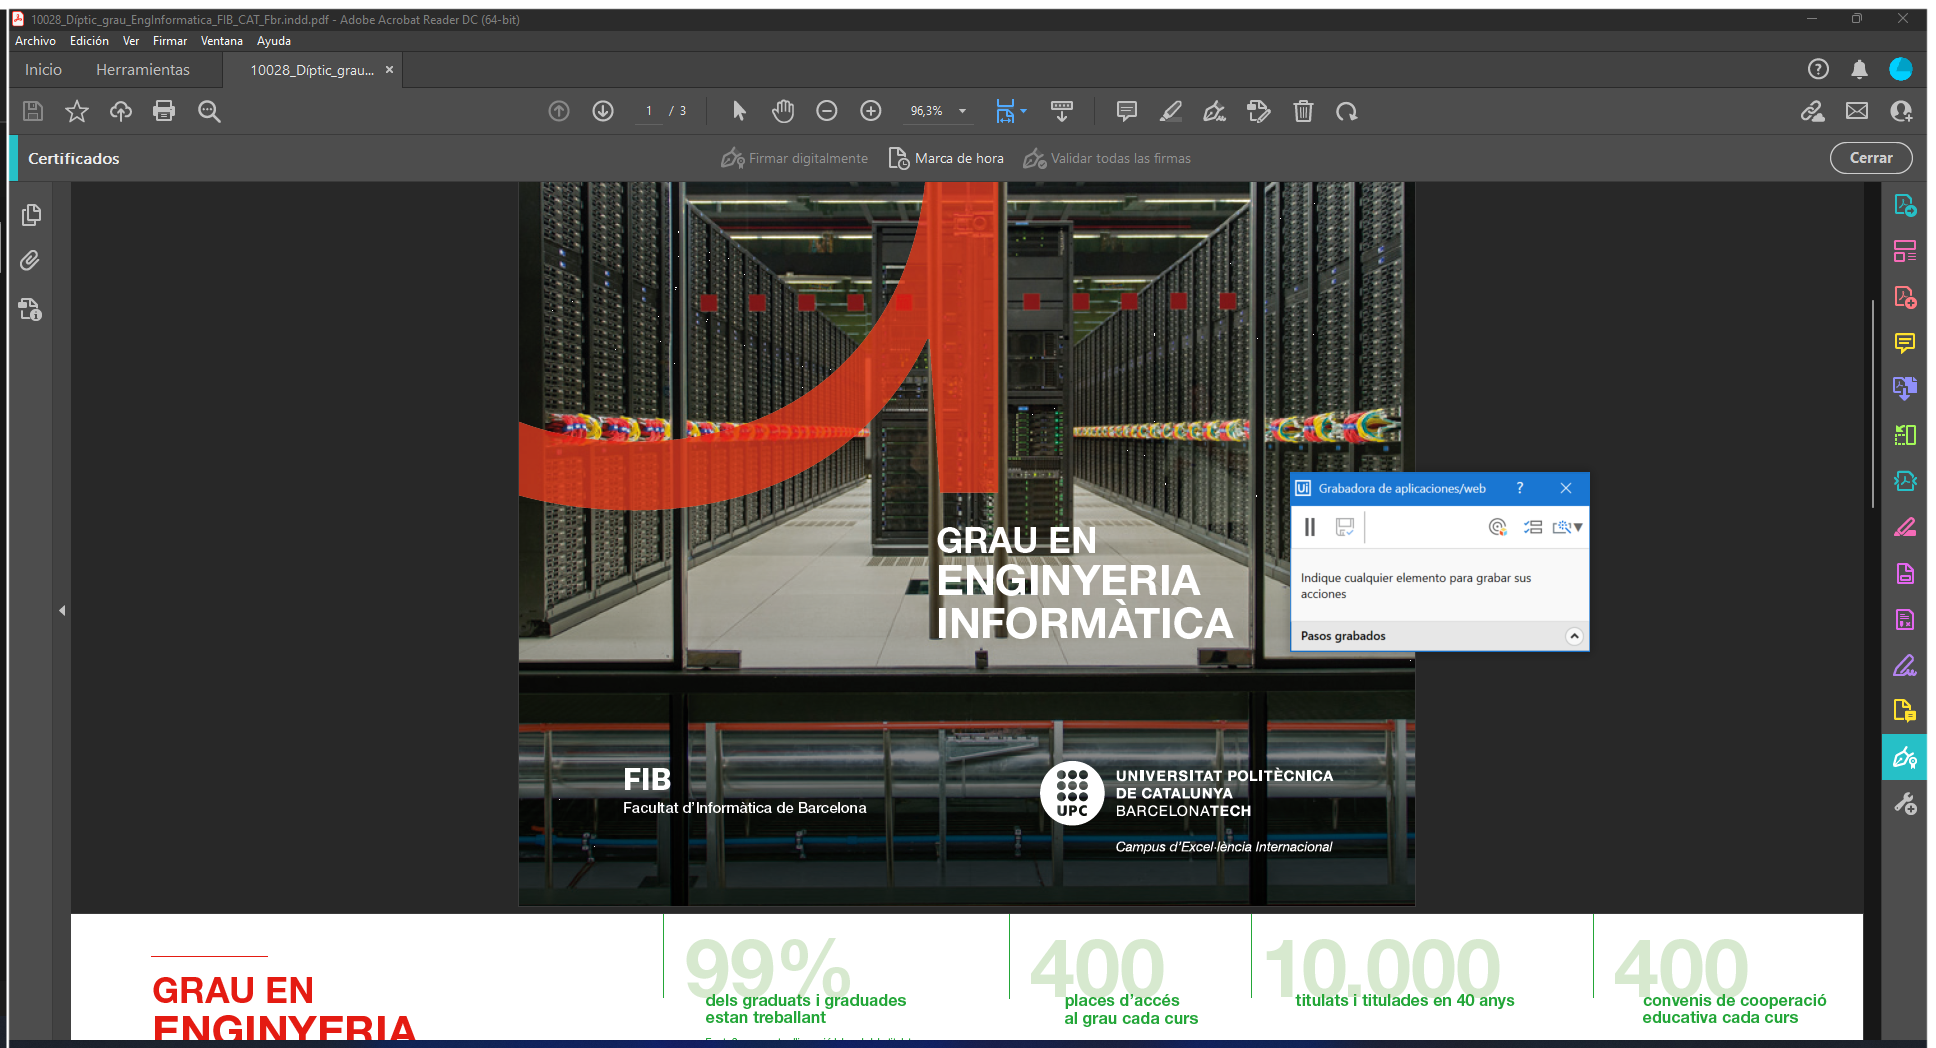 10028_Díptic_grau_EngInformatica_FIB_CAT_Fbr.indd.pdf - Adobe Acrobat Reader DC (64-bit)
Archivo Edición Ver Firmar Ventana Ayuda
Inicio Herramientas 10028_Díptic_grau... ×
1 / 3 96,3%
Certificados Firmar digitalmente Marca de hora Validar todas las firmas Cerrar
GRAU EN
ENGINYERIA
INFORMÀTICA
Ui Grabadora de aplicaciones/web ?
Indique cualquier elemento para grabar sus
acciones
Pasos grabados
FIB
Facultat d'Informàtica de Barcelona
UPC
UNIVERSITAT POLITÈCNICA
DE CATALUNYA
BARCELONATECH
Campus d'Excel·lència Internacional
GRAU EN
ENGINYERIA
99%
dels graduats i graduades
estan treballant
400
places d'accés
al grau cada curs
10.000
titulats i titulades en 40 anys
400
convenis de cooperació
educativa cada curs